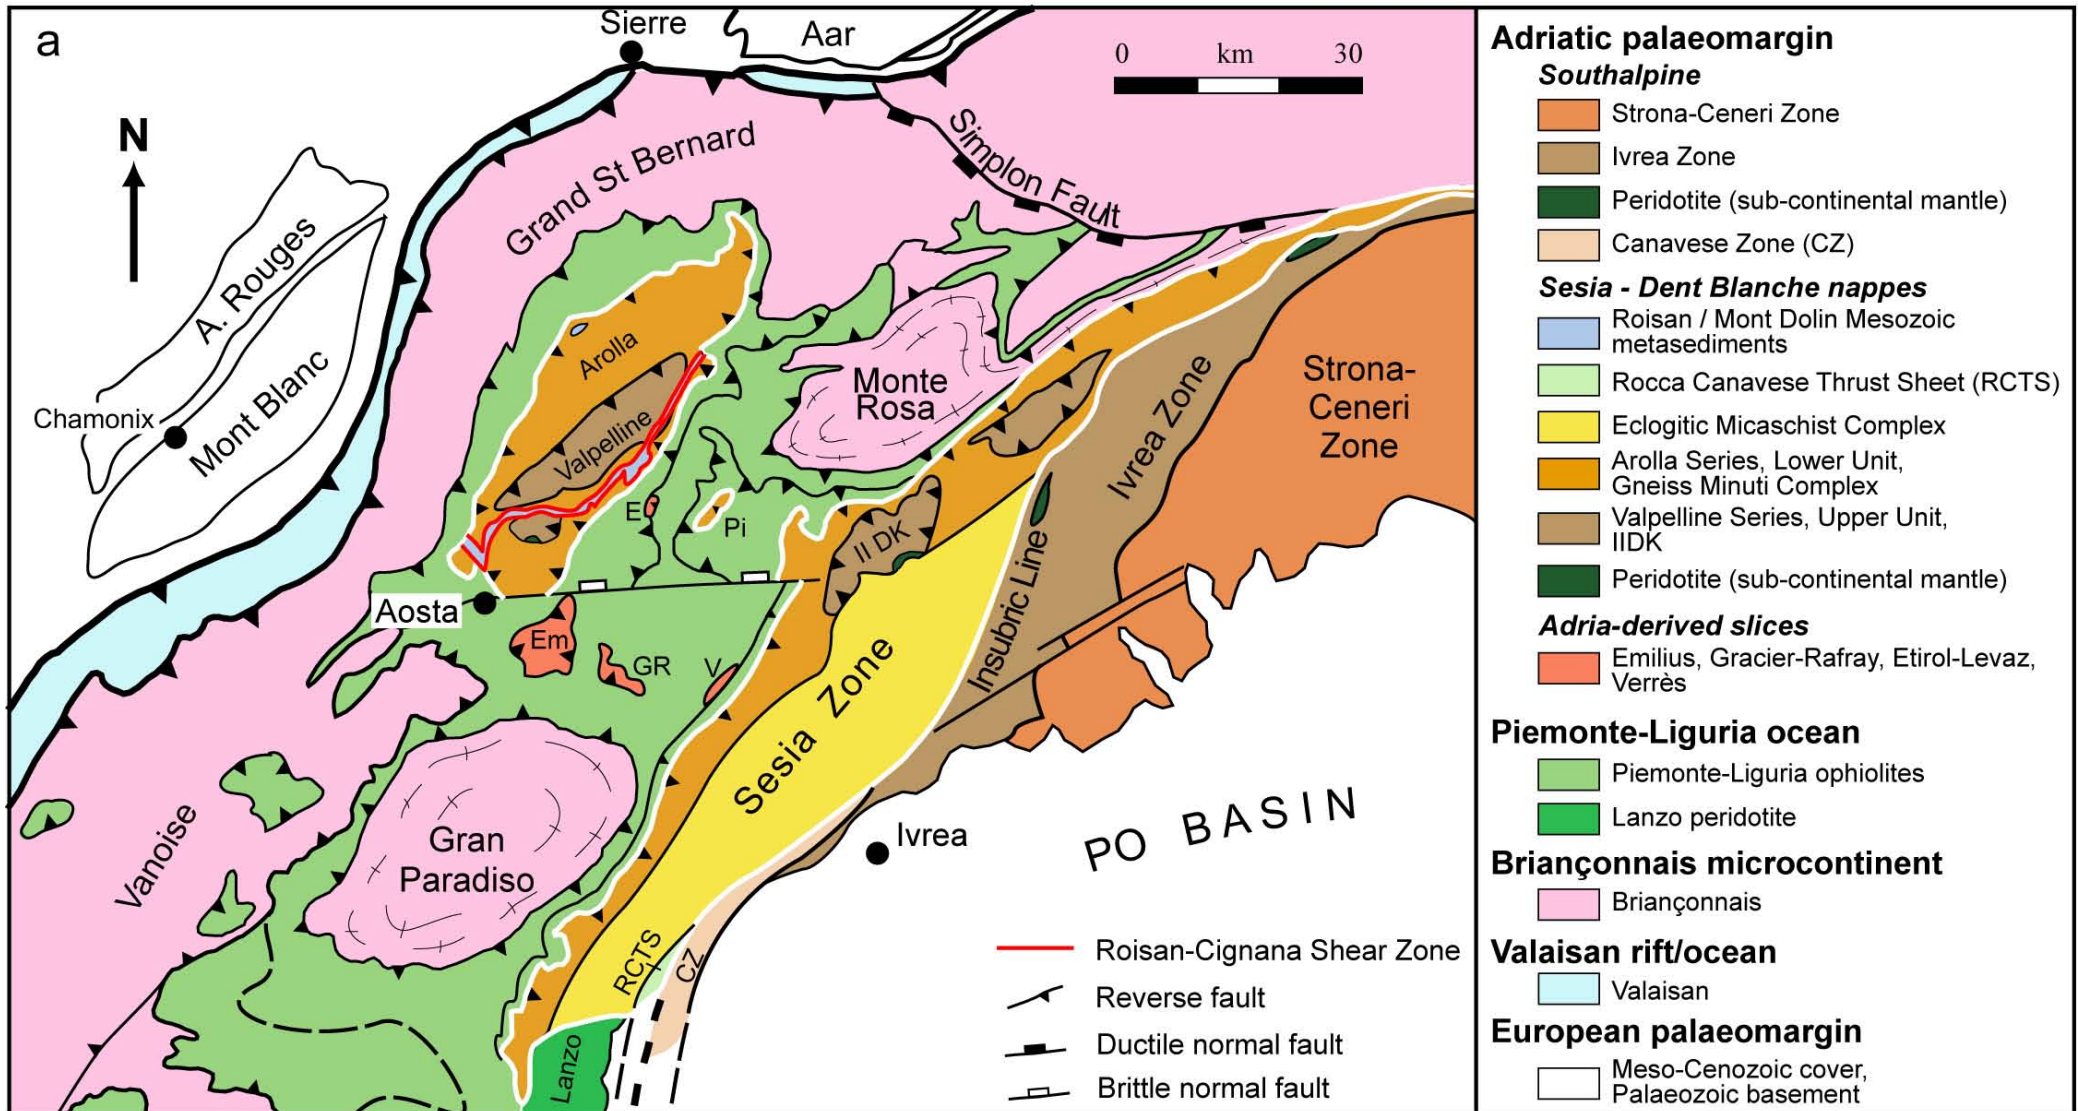 a
Sierre
Aar
0 km 30
N
Grand St Bernard
Simplon Fault
A. Rouges
Arolla
Mont Blanc
Chamonix
Monte
Rosa
Valpelline
Strona-
Ceneri
Zone
Ivrea Zone
E
Pi
II DK
Insubric Line
Aosta
Em
GR
V
Sesia Zone
Vanoise
Gran
Paradiso
Ivrea
PO BASIN
RCTS
CZ
Lanzo
Roisan-Cignana Shear Zone
Reverse fault
Ductile normal fault
Brittle normal fault
Adriatic palaeomargin
Southalpine
Strona-Ceneri Zone
Ivrea Zone
Peridotite (sub-continental mantle)
Canavese Zone (CZ)
Sesia - Dent Blanche nappes
Roisan / Mont Dolin Mesozoic
metasediments
Rocca Canavese Thrust Sheet (RCTS)
Eclogitic Micaschist Complex
Arolla Series, Lower Unit,
Gneiss Minuti Complex
Valpelline Series, Upper Unit,
IIDK
Peridotite (sub-continental mantle)
Adria-derived slices
Emilius, Gracier-Rafray, Etirol-Levaz,
Verrès
Piemonte-Liguria ocean
Piemonte-Liguria ophiolites
Lanzo peridotite
Briançonnais microcontinent
Briançonnais
Valaisan rift/ocean
Valaisan
European palaeomargin
Meso-Cenozoic cover,
Palaeozoic basement